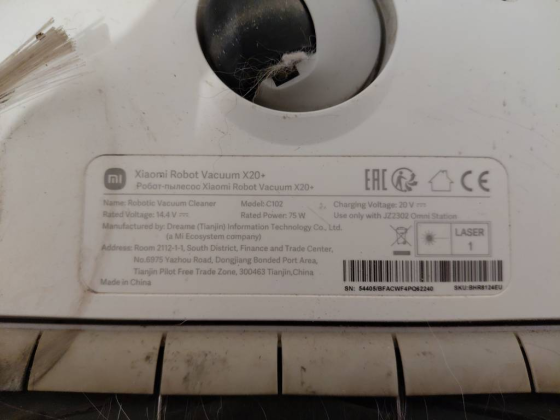 mi
Xiaomi Robot Vacuum X20+
Робот-пылесос Xiaomi Robot Vacuum X20+
Name: Robotic Vacuum Cleaner Model: C102 Charging Voltage: 20 V
Rated Voltage: 14.4 V Rated Power: 75 W Use only with JZ2302 Omni Station
Manufactured by: Dreame (Tianjin) Information Technology Co., Ltd.
(a Mi Ecosystem company)
Address: Room 2112-1-1, South District, Finance and Trade Center,
No.6975 Yazhou Road, Dongjiang Bonded Port Area,
Tianjin Pilot Free Trade Zone, 300463 Tianjin, China
Made in China
EAC CE
LASER
1
SKU: BHR8124EU